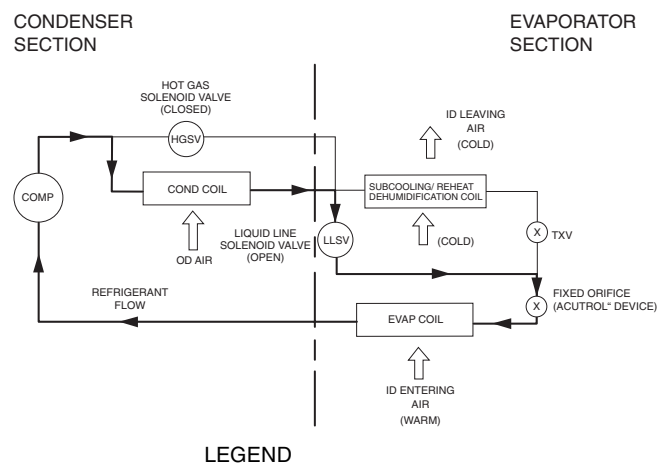 CONDENSER
SECTION
EVAPORATOR
SECTION
HOT GAS
SOLENOID VALVE
(CLOSED)
HGSV
ID LEAVING
AIR
(COLD)
COMP
COND COIL
SUBCOOLING/ REHEAT
DEHUMIDIFICATION COIL
OD AIR
LIQUID LINE
SOLENOID VALVE
(OPEN)
LLSV
(COLD)
X
TXV
REFRIGERANT
FLOW
EVAP COIL
X
FIXED ORIFICE
(ACUTROL“ DEVICE)
ID ENTERING
AIR
(WARM)
LEGEND